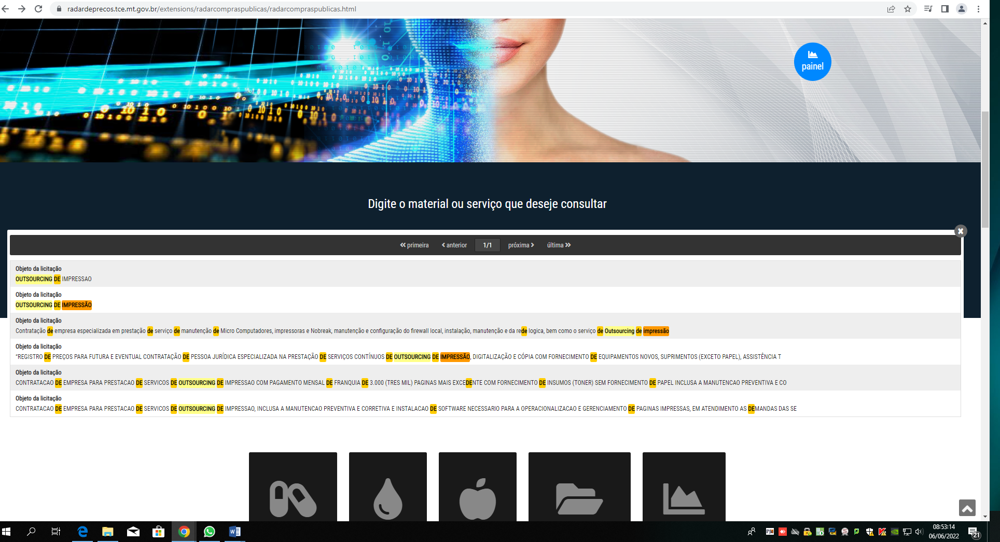 radardeprecos.tce.mt.gov.br/extensions/radarcompraspublicas/radarcompraspublicas.html
painel
Digite o material ou serviço que deseje consultar
primeira anterior 1/1 próxima última
Objeto da licitação
OUTSOURCING DE IMPRESSAO
Objeto da licitação
OUTSOURCING DE IMPRESSÃO
Objeto da licitação
Contratação de empresa especializada em prestação de serviço de manutenção de Micro Computadores, impressoras e Nobreak, manutenção e configuração do firewall local, instalação, manutenção e da rede logica, bem como o serviço de Outsourcing de impressão
Objeto da licitação
"REGISTRO DE PREÇOS PARA FUTURA E EVENTUAL CONTRATAÇÃO DE PESSOA JURÍDICA ESPECIALIZADA NA PRESTAÇÃO DE SERVIÇOS CONTÍNUOS DE OUTSOURCING DE IMPRESSÃO, DIGITALIZAÇÃO E CÓPIA COM FORNECIMENTO DE EQUIPAMENTOS NOVOS, SUPRIMENTOS (EXCETO PAPEL), ASSISTÊNCIA T
Objeto da licitação
CONTRATACAO DE EMPRESA PARA PRESTACAO DE SERVICOS DE OUTSOURCING DE IMPRESSAO COM PAGAMENTO MENSAL DE FRANQUIA DE 3.000 (TRES MIL) PAGINAS MAIS EXCEDENTE COM FORNECIMENTO DE INSUMOS (TONER) SEM FORNECIMENTO DE PAPEL INCLUSA A MANUTENCAO PREVENTIVA E CO
Objeto da licitação
CONTRATACAO DE EMPRESA PARA PRESTACAO DE SERVICOS DE OUTSOURCING DE IMPRESSAO, INCLUSA A MANUTENCAO PREVENTIVA E CORRETIVA E INSTALACAO DE SOFTWARE NECESSARIO PARA A OPERACIONALIZACAO E GERENCIAMENTO DE PAGINAS IMPRESSAS, EM ATENDIMENTO AS DEMANDAS DAS SE
PJe
08:53:14
06/06/2022
21